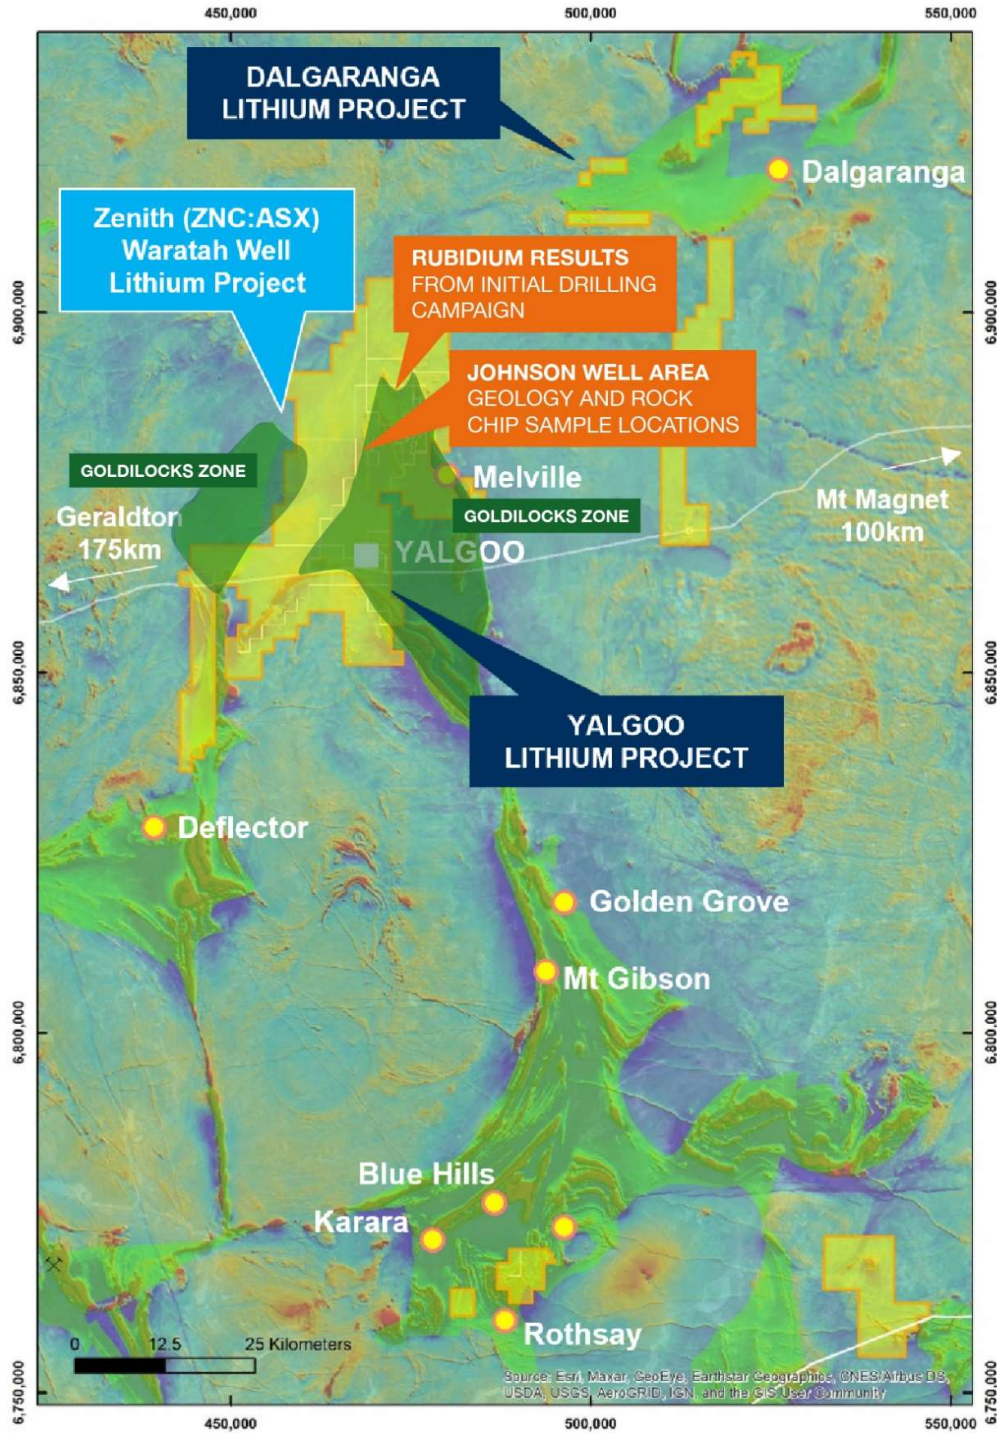 450,000
500,000
550,000
DALGARANGA
LITHIUM PROJECT
Dalgaranga
Zenith (ZNC:ASX)
Waratah Well
Lithium Project
RUBIDIUM RESULTS
FROM INITIAL DRILLING
CAMPAIGN
6,900,000
6,900,000
JOHNSON WELL AREA
GEOLOGY AND ROCK
CHIP SAMPLE LOCATIONS
GOLDILOCKS ZONE
Melville
GOLDILOCKS ZONE
Geraldton
175km
Mt Magnet
100km
YALGOO
6,850,000
6,850,000
YALGOO
LITHIUM PROJECT
Deflector
Golden Grove
Mt Gibson
6,800,000
6,800,000
Blue Hills
Karara
Rothsay
0 12.5 25 Kilometers
Source: Esri, Maxar, GeoEye, Earthstar Geographics, CNES/Airbus DS,
USDA, USGS, AeroGRID, IGN, and the GIS User Community
6,750,000
6,750,000
450,000
500,000
550,000